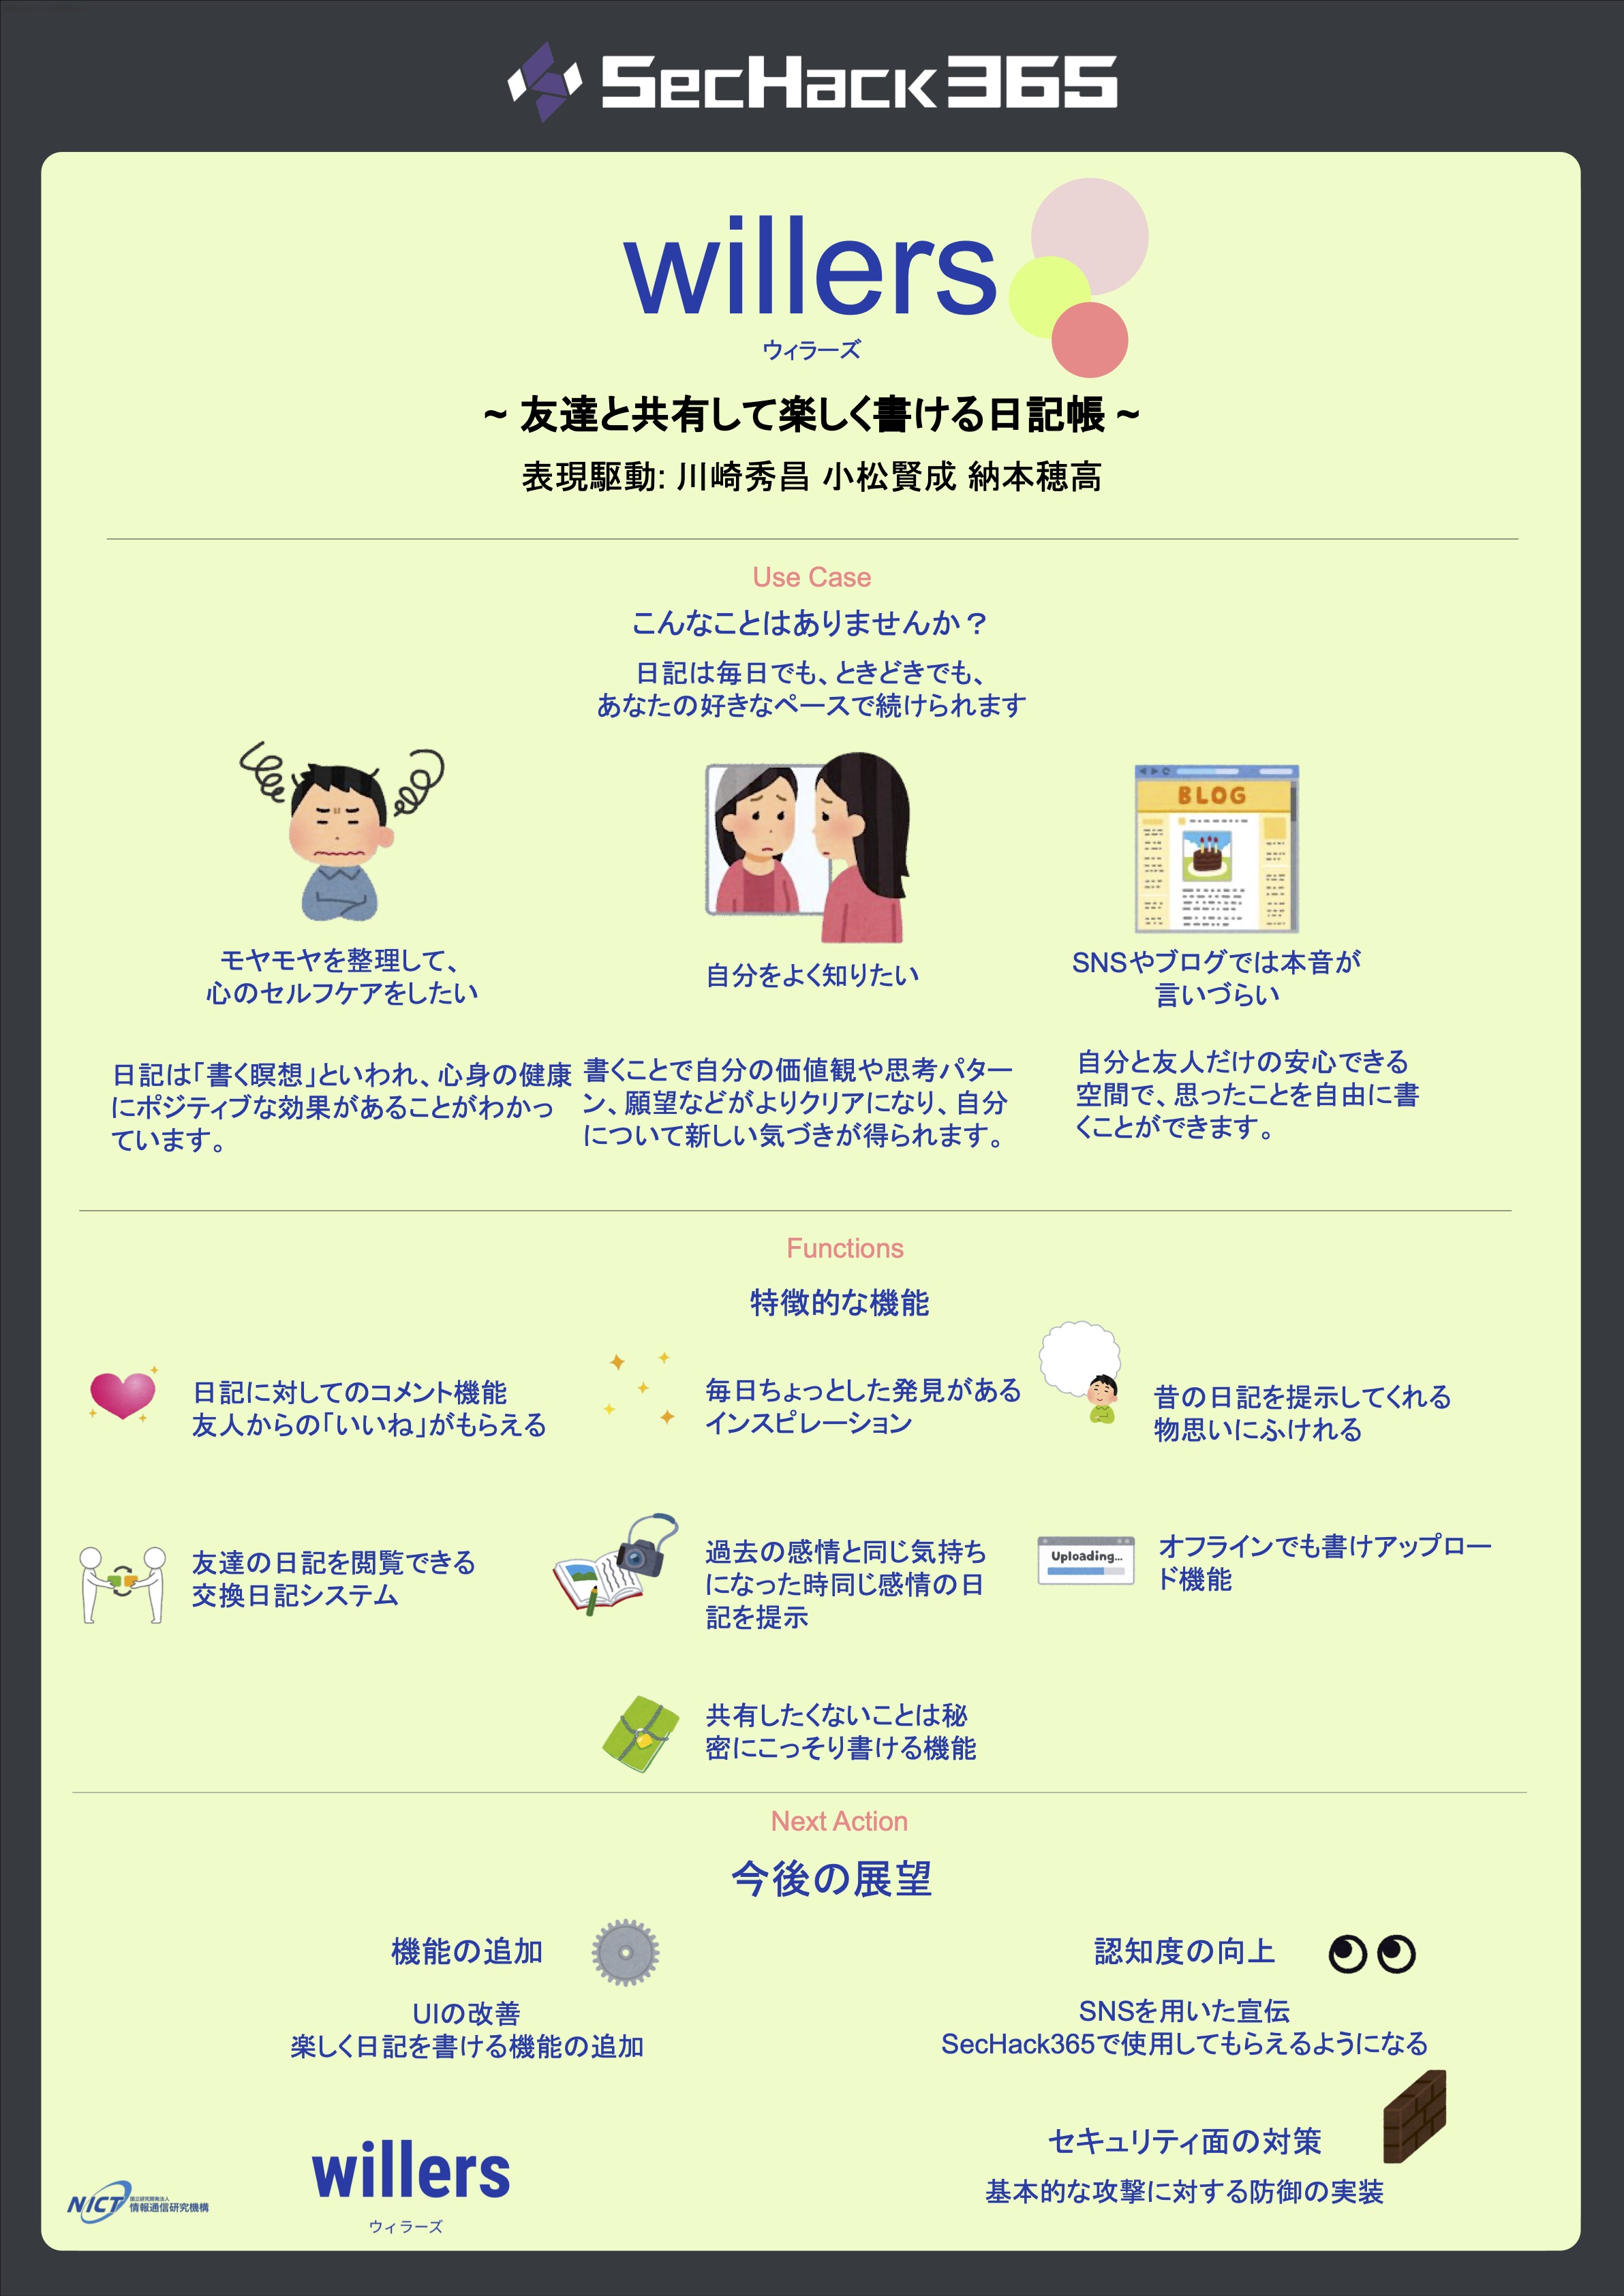 SecHack365
willers
ウィラーズ
~ 友達と共有して楽しく書ける日記帳 ~
表現駆動: 川崎秀昌 小松賢成 納本穂高
Use Case
こんなことはありませんか？
日記は毎日でも、ときどきでも、
あなたの好きなペースで続けられます
モヤモヤを整理して、
心のセルフケアをしたい
日記は「書く瞑想」といわれ、心身の健康
にポジティブな効果があることがわかっ
ています。
自分をよく知りたい
書くことで自分の価値観や思考パター
ン、願望などがよりクリアになり、自分
について新しい気づきが得られます。
BLOG
SNSやブログでは本音が
言いづらい
自分と友人だけの安心できる
空間で、思ったことを自由に書
くことができます。
Functions
特徴的な機能
日記に対してのコメント機能
友人からの「いいね」がもらえる
毎日ちょっとした発見がある
インスピレーション
昔の日記を提示してくれる
物思いにふけれる
友達の日記を閲覧できる
交換日記システム
過去の感情と同じ気持ち
になった時同じ感情の日
記を提示
Uploading...
オフラインでも書けアップロー
ド機能
共有したくないことは秘
密にこっそり書ける機能
Next Action
今後の展望
機能の追加
UIの改善
楽しく日記を書ける機能の追加
認知度の向上
SNSを用いた宣伝
SecHack365で使用してもらえるようになる
セキュリティ面の対策
基本的な攻撃に対する防御の実装
NICT
国立研究開発法人
情報通信研究機構
willers
ウィラーズ